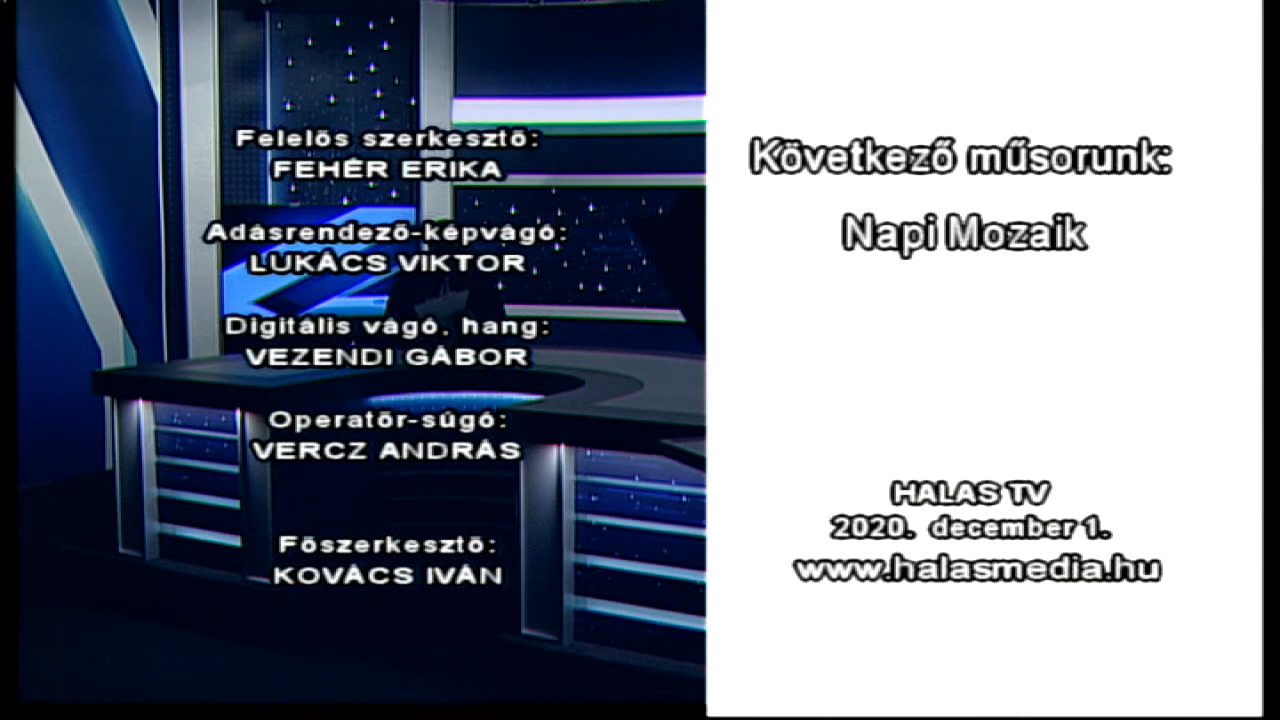 Felelős szerkesztő:
FEHÉR ERIKA
Adásrendező-képvágó:
LUKÁCS VIKTOR
Digitális vágó, hang:
VEZENDI GÁBOR
Operatőr-súgó:
VERCZ ANDRÁS
Főszerkesztő:
KOVÁCS IVÁN
Következő műsorunk:
Napi Mozaik
HALAS TV
2020. december 1.
www.halasmedia.hu